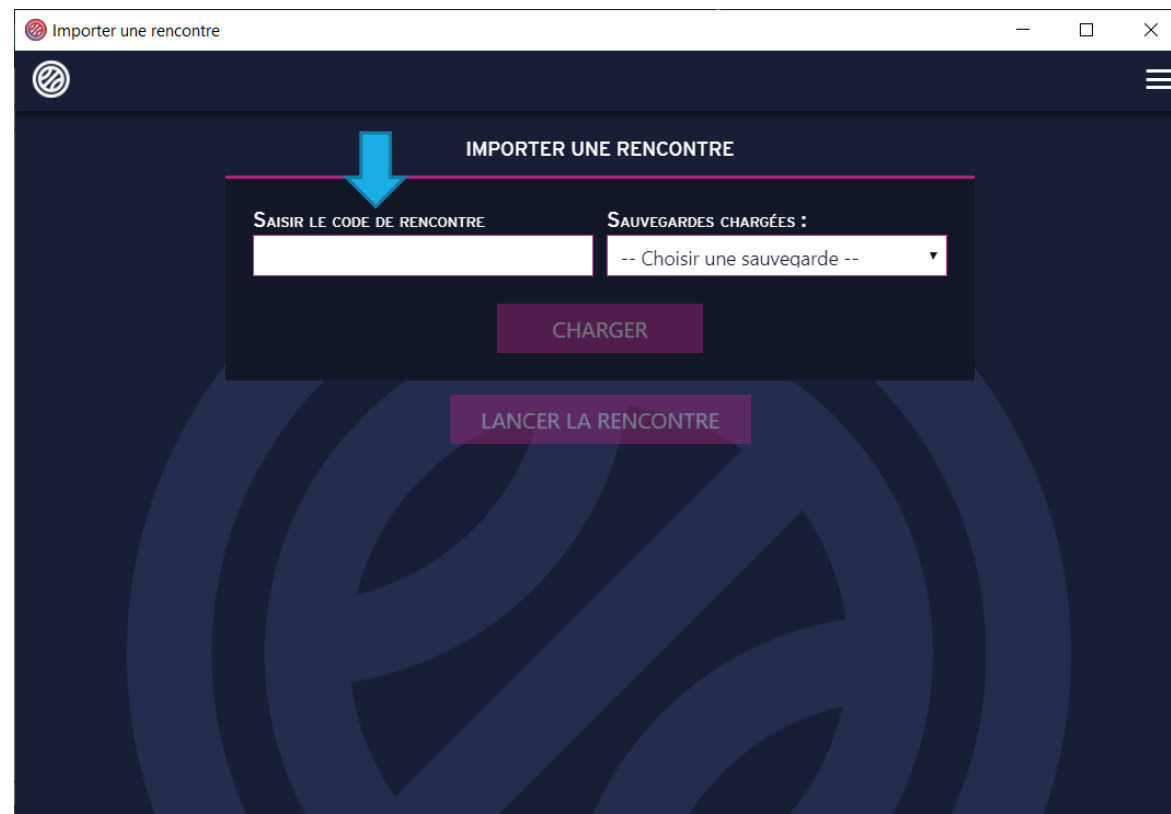 Importer une rencontre
IMPORTER UNE RENCONTRE
SAISIR LE CODE DE RENCONTRE
SAUVEGARDES CHARGÉES :
-- Choisir une sauvegarde --
CHARGER
LANCER LA RENCONTRE